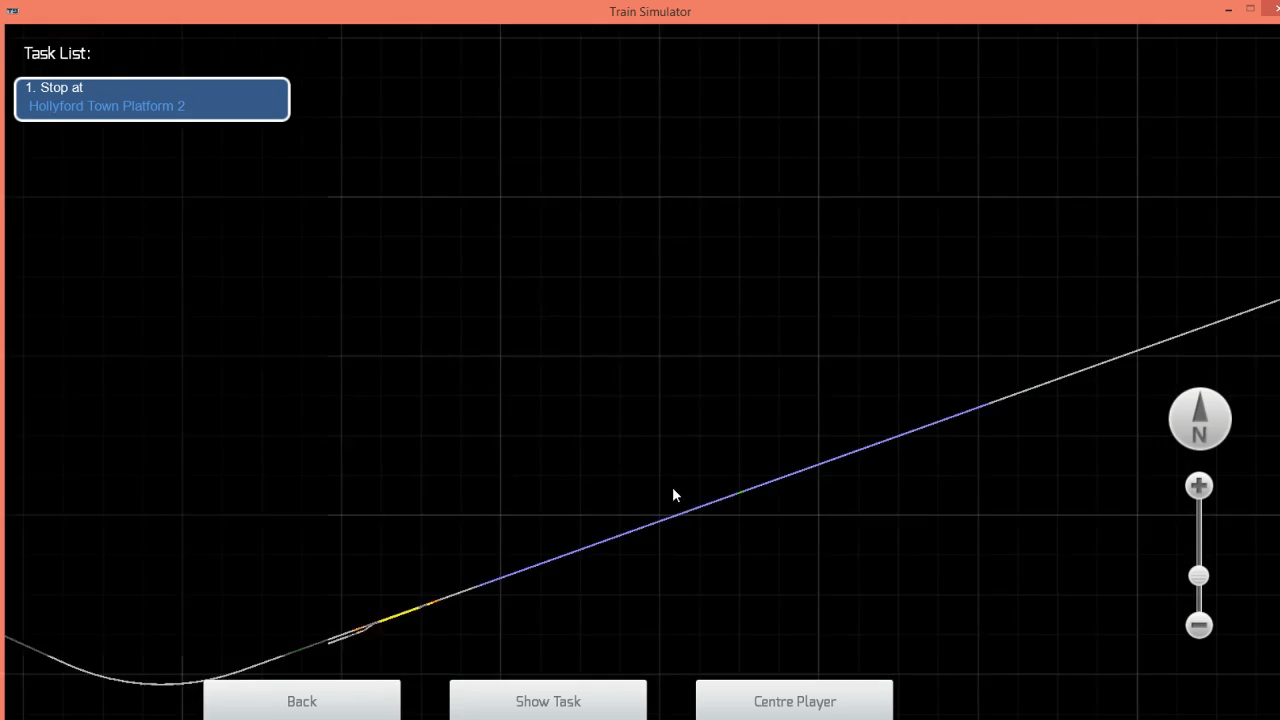 Train Simulator
Task List:
1. Stop at
Hollyford Town Platform 2
N
Back
Show Task
Centre Player